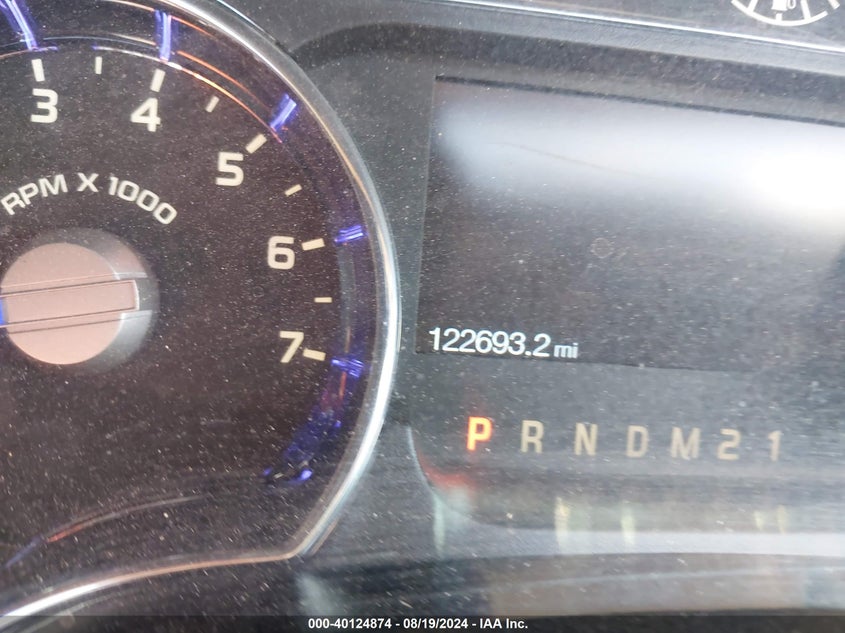 3 4 5 6 7
RPM X 1000
122693.2 mi
P R N D M 2 1
000-40124874 - 08/19/2024 - IAA Inc.